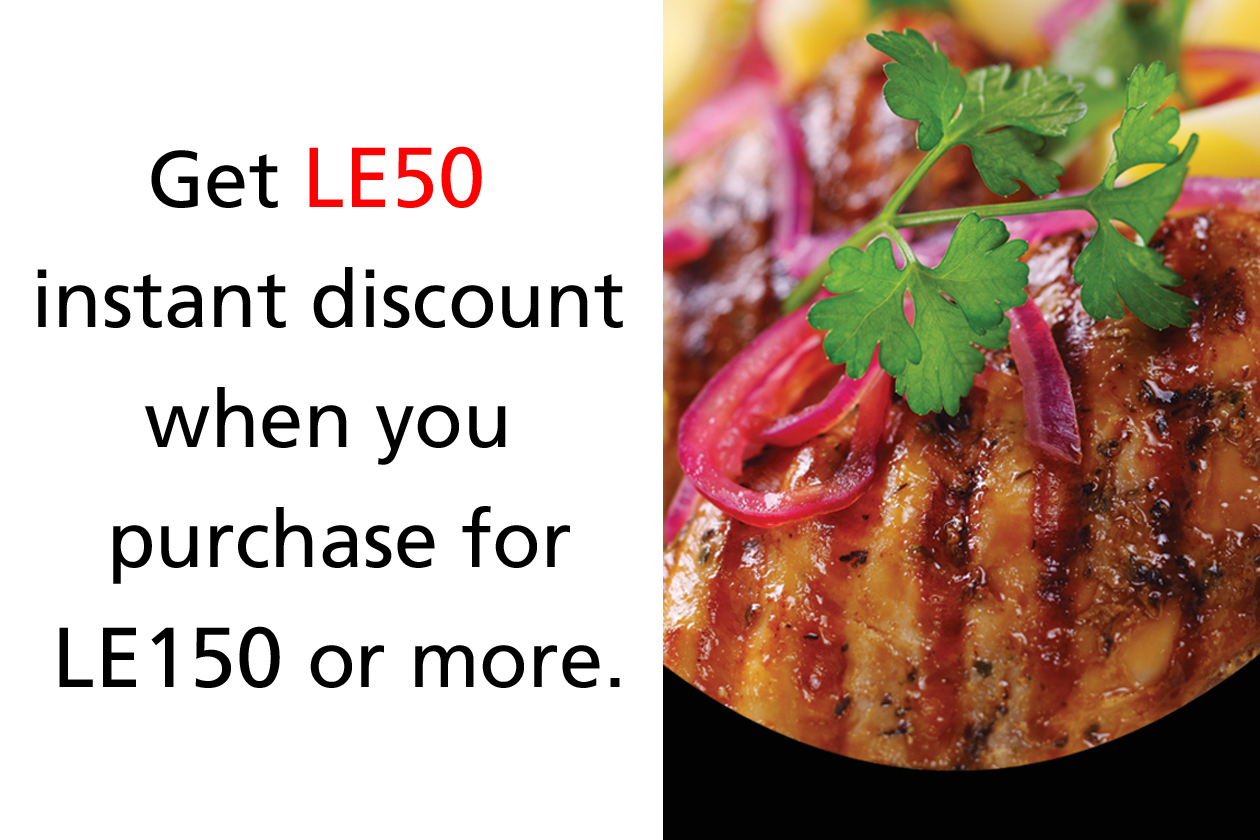 Get LE50
instant discount
when you
purchase for
LE150 or more.